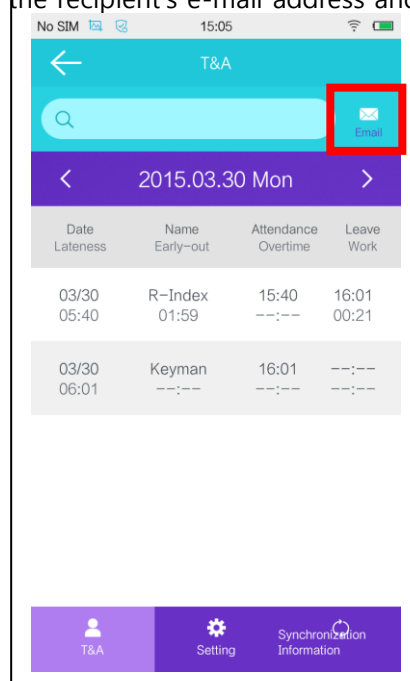 the recipient's e-mail address and
No SIM 15:05
T&A
Email
2015.03.30 Mon
Date Name Attendance Leave
Lateness Early-out Overtime Work
03/30 R-Index 15:40 16:01
05:40 01:59 --:-- 00:21
03/30 Keyman 16:01 --:--
06:01 --:-- --:-- --:--
T&A Setting Synchronization
Information